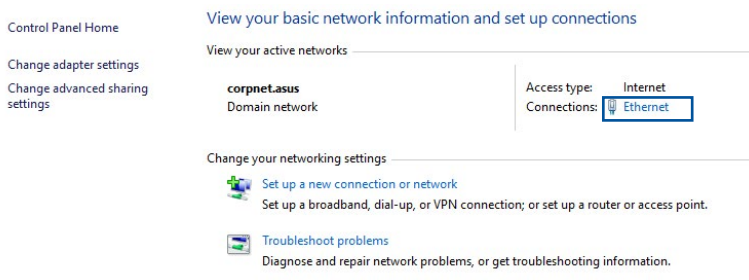 Control Panel Home
Change adapter settings
Change advanced sharing
settings
View your basic network information and set up connections
View your active networks
corpnet.asus
Domain network
Access type: Internet
Connections: Ethernet
Change your networking settings
Set up a new connection or network
Set up a broadband, dial-up, or VPN connection; or set up a router or access point.
Troubleshoot problems
Diagnose and repair network problems, or get troubleshooting information.